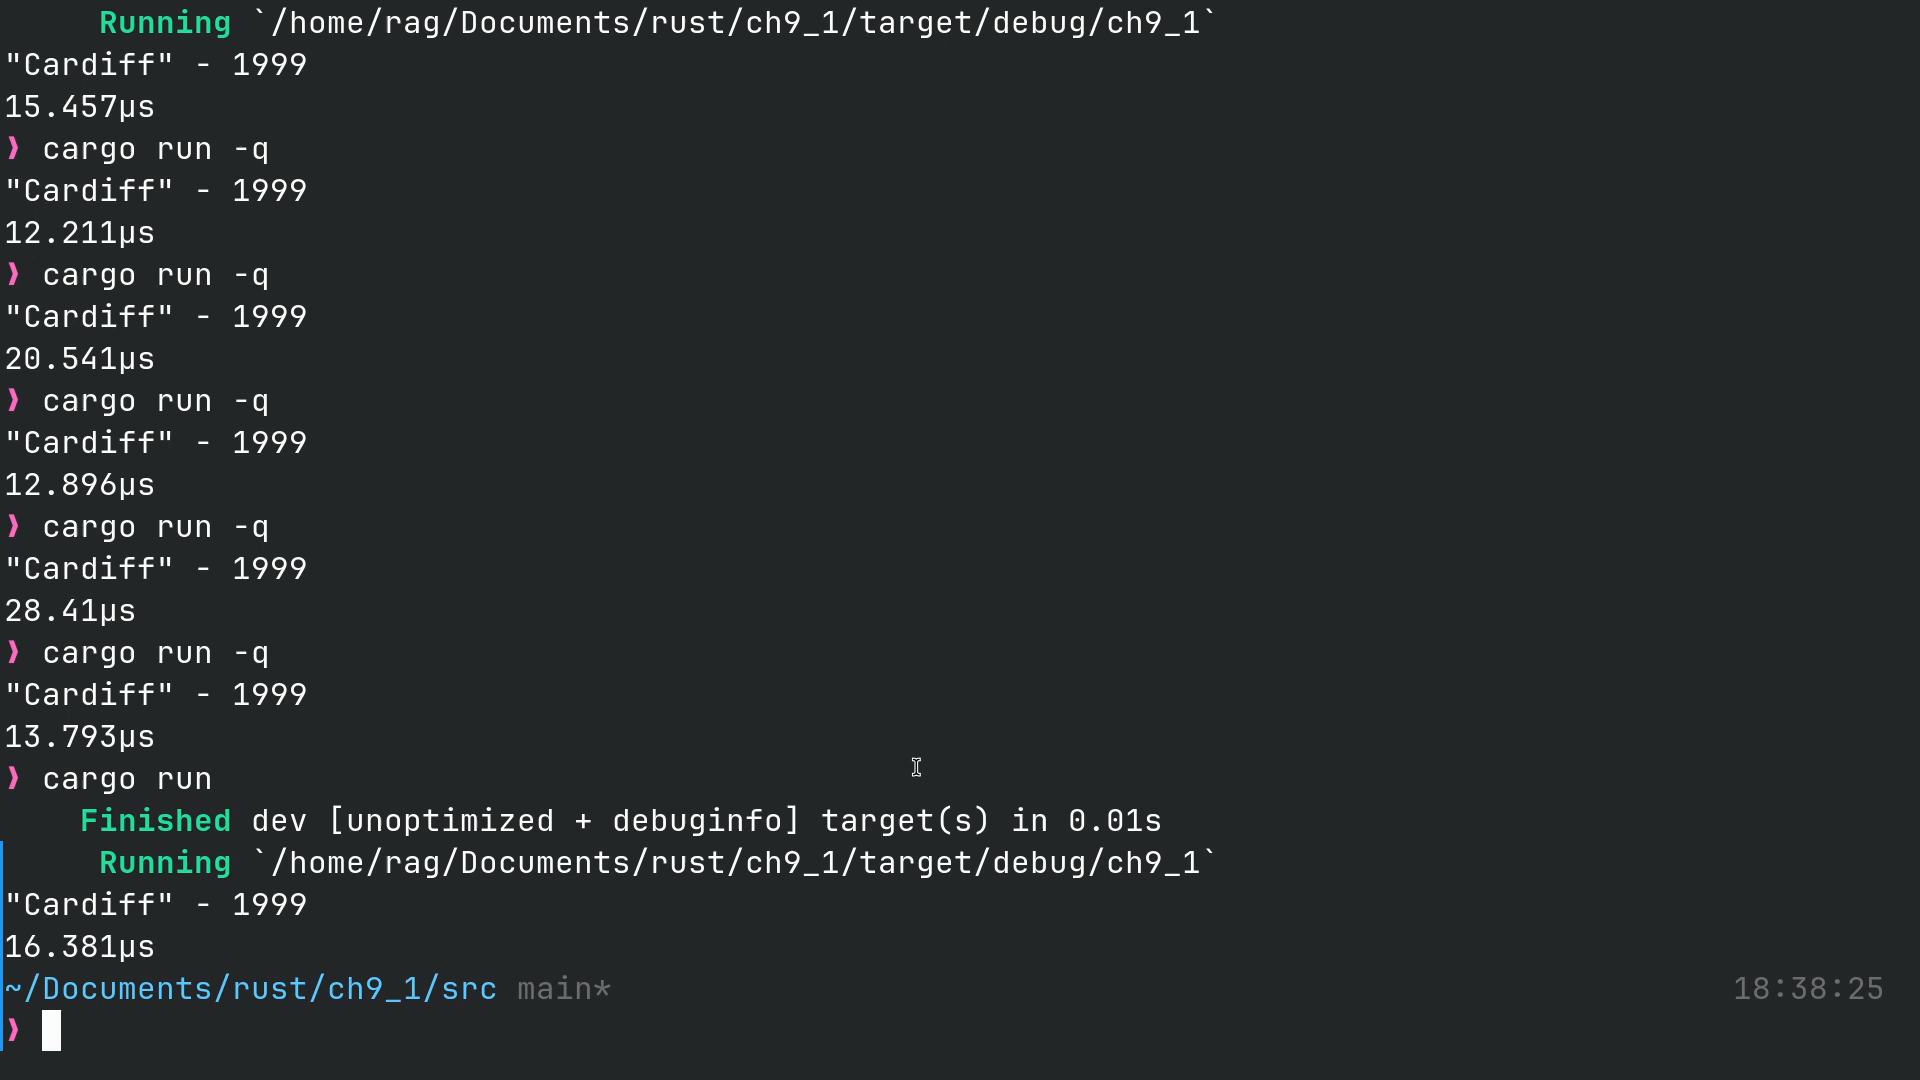 Running `/home/rag/Documents/rust/ch9_1/target/debug/ch9_1`
"Cardiff" - 1999
15.457µs
❱ cargo run -q
"Cardiff" - 1999
12.211µs
❱ cargo run -q
"Cardiff" - 1999
20.541µs
❱ cargo run -q
"Cardiff" - 1999
12.896µs
❱ cargo run -q
"Cardiff" - 1999
28.41µs
❱ cargo run -q
"Cardiff" - 1999
13.793µs
❱ cargo run
    Finished dev [unoptimized + debuginfo] target(s) in 0.01s
     Running `/home/rag/Documents/rust/ch9_1/target/debug/ch9_1`
"Cardiff" - 1999
16.381µs
~/Documents/rust/ch9_1/src main* 18:38:25
❱